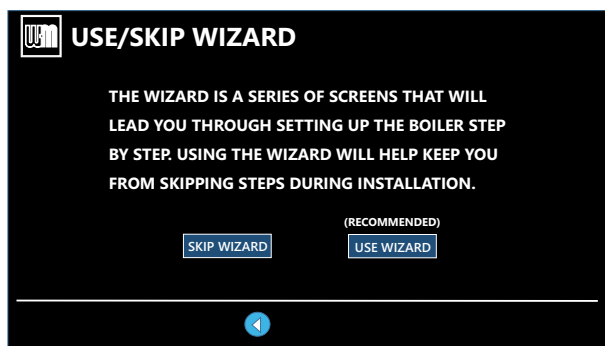 WM USE/SKIP WIZARD
THE WIZARD IS A SERIES OF SCREENS THAT WILL
LEAD YOU THROUGH SETTING UP THE BOILER STEP
BY STEP. USING THE WIZARD WILL HELP KEEP YOU
FROM SKIPPING STEPS DURING INSTALLATION.
(RECOMMENDED)
SKIP WIZARD USE WIZARD